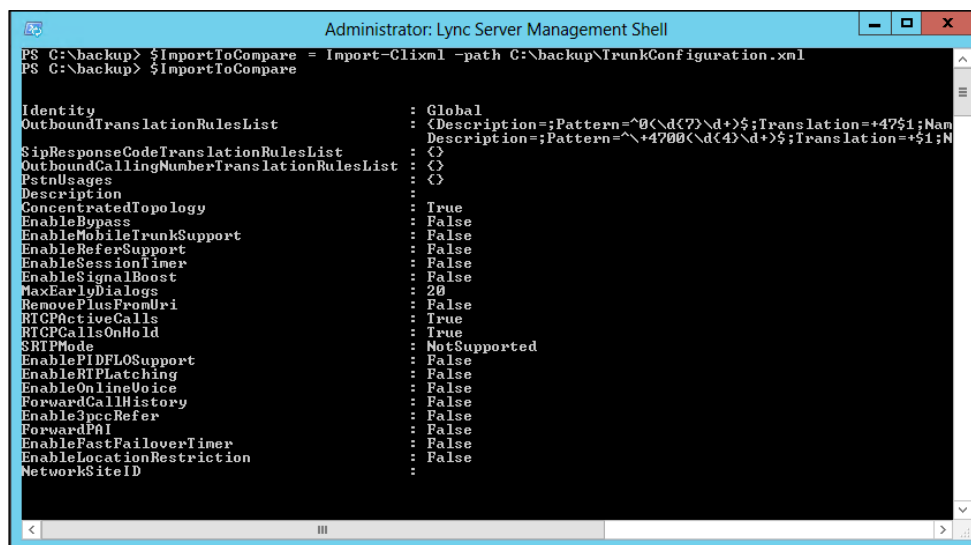 Administrator: Lync Server Management Shell
PS C:\backup> $ImportToCompare = Import-Clixml -path C:\backup\TrunkConfiguration.xml
PS C:\backup> $ImportToCompare
Identity : Global
OutboundTranslationRulesList : {Description=;Pattern=^0(\d{7}\d+)$;Translation=+47$1;Nam
Description=;Pattern=^\+4700(\d{4}\d+)$;Translation=+$1;N
SipResponseCodeTranslationRulesList : {}
OutboundCallingNumberTranslationRulesList : {}
PstnUsages : {}
Description :
ConcentratedTopology : True
EnableBypass : False
EnableMobileTrunkSupport : False
EnableReferSupport : False
EnableSessionTimer : False
EnableSignalBoost : False
MaxEarlyDialogs : 20
RemovePlusFromUri : False
RTCPActiveCalls : True
RTCPCallsOnHold : True
SRTPMode : NotSupported
EnablePIDFLOSupport : False
EnableRTPLatching : False
EnableOnlineVoice : False
ForwardCallHistory : False
Enable3pccRefer : False
ForwardPAI : False
EnableFastFailoverTimer : False
EnableLocationRestriction : False
NetworkSiteID :